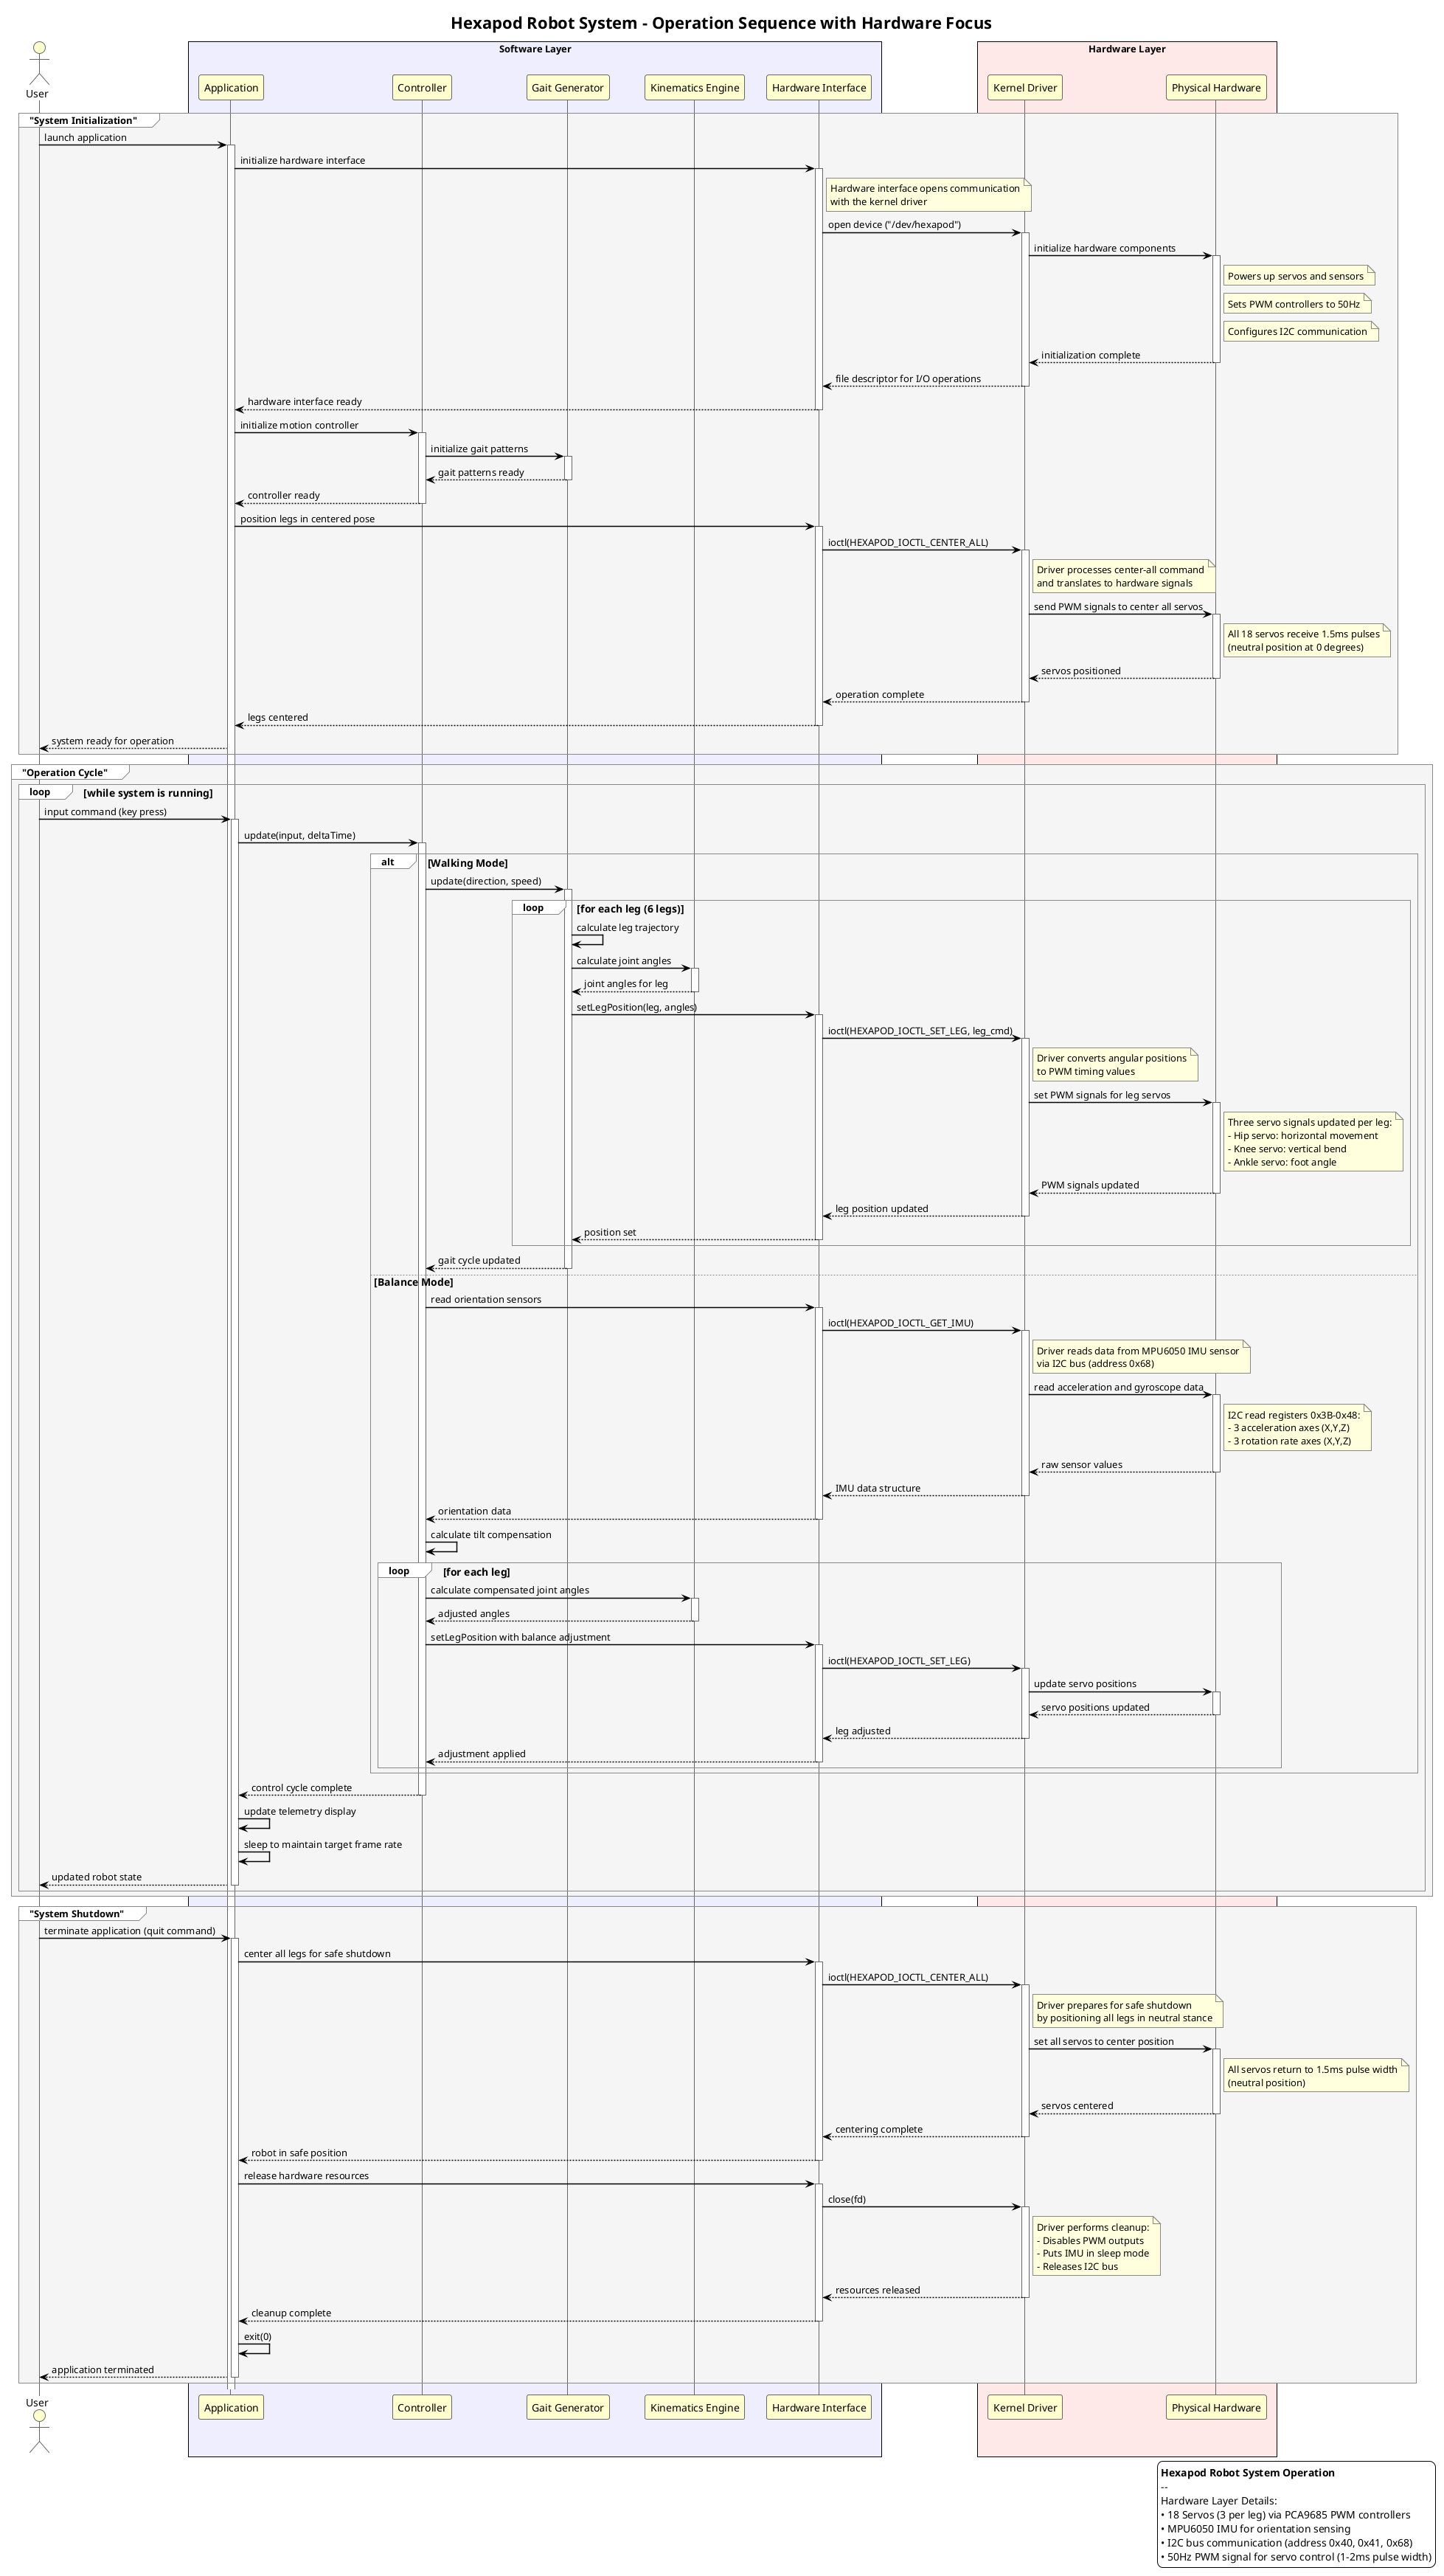 Hexapod Robot System - Operation Sequence with Hardware Focus
Software Layer
Hardware Layer
User
Application
Controller
Gait Generator
Kinematics Engine
Hardware Interface
Kernel Driver
Physical Hardware
"System Initialization"
launch application
initialize hardware interface
Hardware interface opens communication
with the kernel driver
open device ("/dev/hexapod")
initialize hardware components
Powers up servos and sensors
Sets PWM controllers to 50Hz
Configures I2C communication
initialization complete
file descriptor for I/O operations
hardware interface ready
initialize motion controller
initialize gait patterns
gait patterns ready
controller ready
position legs in centered pose
ioctl(HEXAPOD_IOCTL_CENTER_ALL)
Driver processes center-all command
and translates to hardware signals
send PWM signals to center all servos
All 18 servos receive 1.5ms pulses
(neutral position at 0 degrees)
servos positioned
operation complete
legs centered
system ready for operation
"Operation Cycle"
loop [while system is running]
input command (key press)
update(input, deltaTime)
alt [Walking Mode]
update(direction, speed)
loop [for each leg (6 legs)]
calculate leg trajectory
calculate joint angles
joint angles for leg
setLegPosition(leg, angles)
ioctl(HEXAPOD_IOCTL_SET_LEG, leg_cmd)
Driver converts angular positions
to PWM timing values
set PWM signals for leg servos
Three servo signals updated per leg:
- Hip servo: horizontal movement
- Knee servo: vertical bend
- Ankle servo: foot angle
PWM signals updated
leg position updated
position set
gait cycle updated
[Balance Mode]
read orientation sensors
ioctl(HEXAPOD_IOCTL_GET_IMU)
Driver reads data from MPU6050 IMU sensor
via I2C bus (address 0x68)
read acceleration and gyroscope data
I2C read registers 0x3B-0x48:
- 3 acceleration axes (X,Y,Z)
- 3 rotation rate axes (X,Y,Z)
raw sensor values
IMU data structure
orientation data
calculate tilt compensation
loop [for each leg]
calculate compensated joint angles
adjusted angles
setLegPosition with balance adjustment
ioctl(HEXAPOD_IOCTL_SET_LEG)
update servo positions
servo positions updated
leg adjusted
adjustment applied
control cycle complete
update telemetry display
sleep to maintain target frame rate
updated robot state
"System Shutdown"
terminate application (quit command)
center all legs for safe shutdown
ioctl(HEXAPOD_IOCTL_CENTER_ALL)
Driver prepares for safe shutdown
by positioning all legs in neutral stance
set all servos to center position
All servos return to 1.5ms pulse width
(neutral position)
servos centered
centering complete
robot in safe position
release hardware resources
close(fd)
Driver performs cleanup:
- Disables PWM outputs
- Puts IMU in sleep mode
- Releases I2C bus
resources released
cleanup complete
exit(0)
application terminated
User
Application
Controller
Gait Generator
Kinematics Engine
Hardware Interface
Kernel Driver
Physical Hardware
Hexapod Robot System Operation
--
Hardware Layer Details:
• 18 Servos (3 per leg) via PCA9685 PWM controllers
• MPU6050 IMU for orientation sensing
• I2C bus communication (address 0x40, 0x41, 0x68)
• 50Hz PWM signal for servo control (1-2ms pulse width)